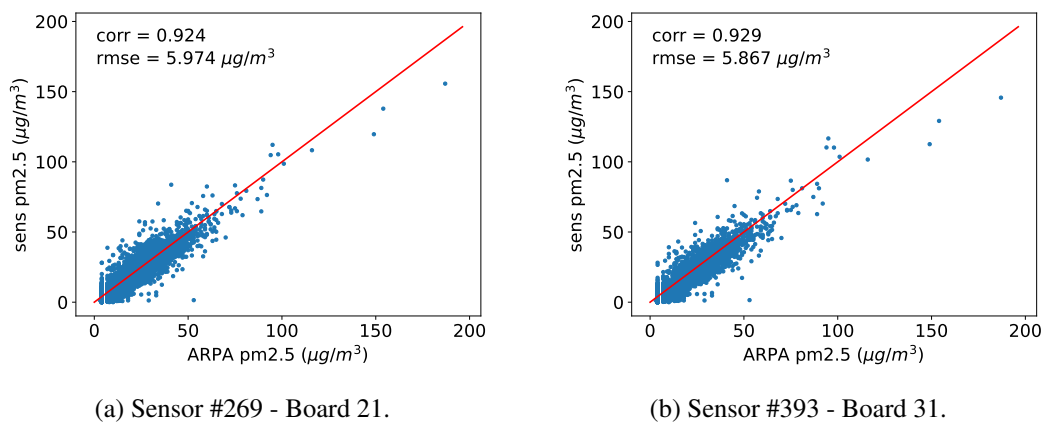 corr = 0.924
rmse = 5.974 μg/m³
sens pm2.5 (μg/m³)
200
150
100
50
0
0 50 100 150 200
ARPA pm2.5 (μg/m³)
(a) Sensor #269 - Board 21.
corr = 0.929
rmse = 5.867 μg/m³
sens pm2.5 (μg/m³)
200
150
100
50
0
0 50 100 150 200
ARPA pm2.5 (μg/m³)
(b) Sensor #393 - Board 31.